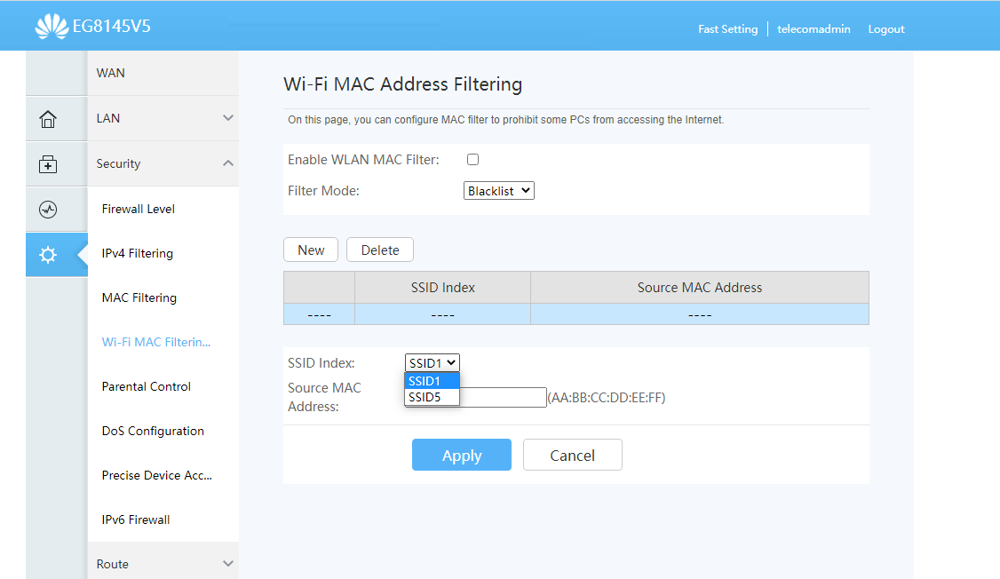 EG8145V5
Fast Setting telecomadmin Logout
WAN
LAN
Security
Firewall Level
IPv4 Filtering
MAC Filtering
Wi-Fi MAC Filterin...
Parental Control
DoS Configuration
Precise Device Acc...
IPv6 Firewall
Route
Wi-Fi MAC Address Filtering
On this page, you can configure MAC filter to prohibit some PCs from accessing the Internet.
Enable WLAN MAC Filter:
Filter Mode: Blacklist
New Delete
SSID Index Source MAC Address
---- ---- ----
SSID Index: SSID1
SSID1
SSID5
Source MAC
Address: (AA:BB:CC:DD:EE:FF)
Apply Cancel